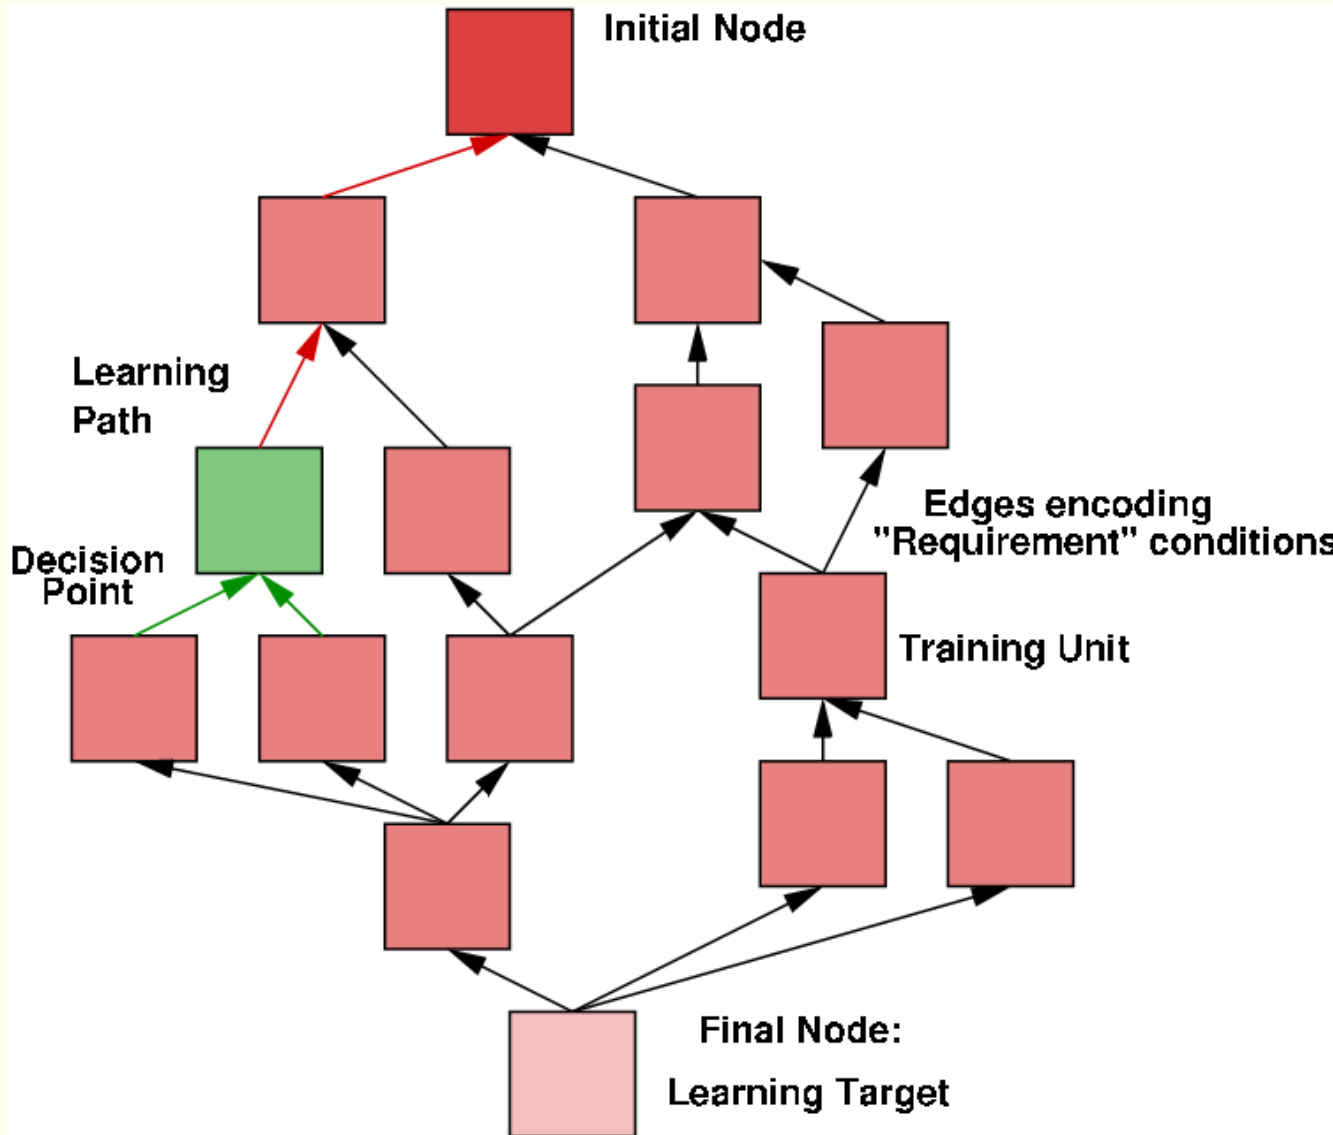 Initial Node
Learning
Path
Edges encoding
"Requirement" conditions
Decision
Point
Training Unit
Final Node:
Learning Target